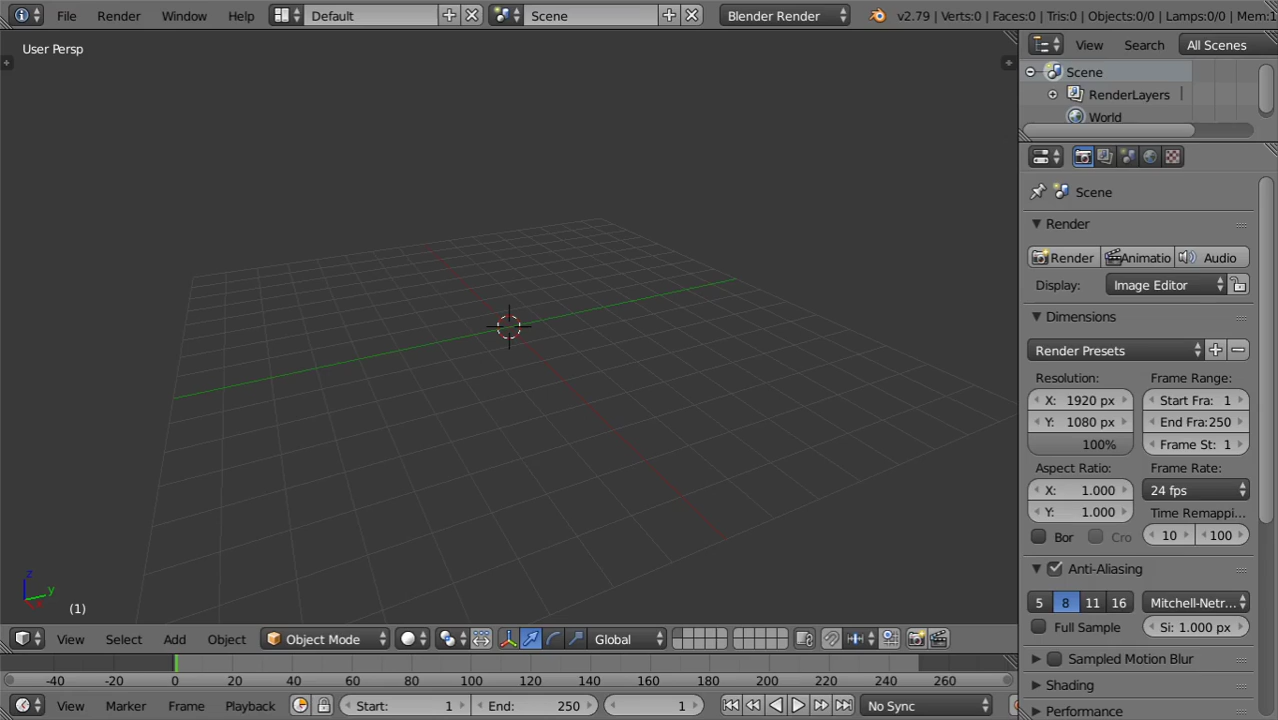 File Render Window Help Default Scene Blender Render v2.79 | Verts:0 | Faces:0 | Tris:0 | Objects:0/0 | Lamps:0/0 | Mem:1
User Persp
View Search All Scenes
Scene
RenderLayers
World
Scene
Render
Render Animatio Audio
Display: Image Editor
Dimensions
Render Presets
Resolution: Frame Range:
X: 1920 px Start Fra: 1
Y: 1080 px End Fra:250
100% Frame St: 1
Aspect Ratio: Frame Rate:
X: 1.000 24 fps
Y: 1.000 Time Remappi...
Bor Cro 10 100
Anti-Aliasing
5 8 11 16 Mitchell-Netr...
Full Sample Si: 1.000 px
Sampled Motion Blur
Shading
Performance
z
y
x
(1)
View Select Add Object Object Mode Global
-40 -20 0 20 40 60 80 100 120 140 160 180 200 220 240 260
View Marker Frame Playback Start: 1 End: 250 1 No Sync